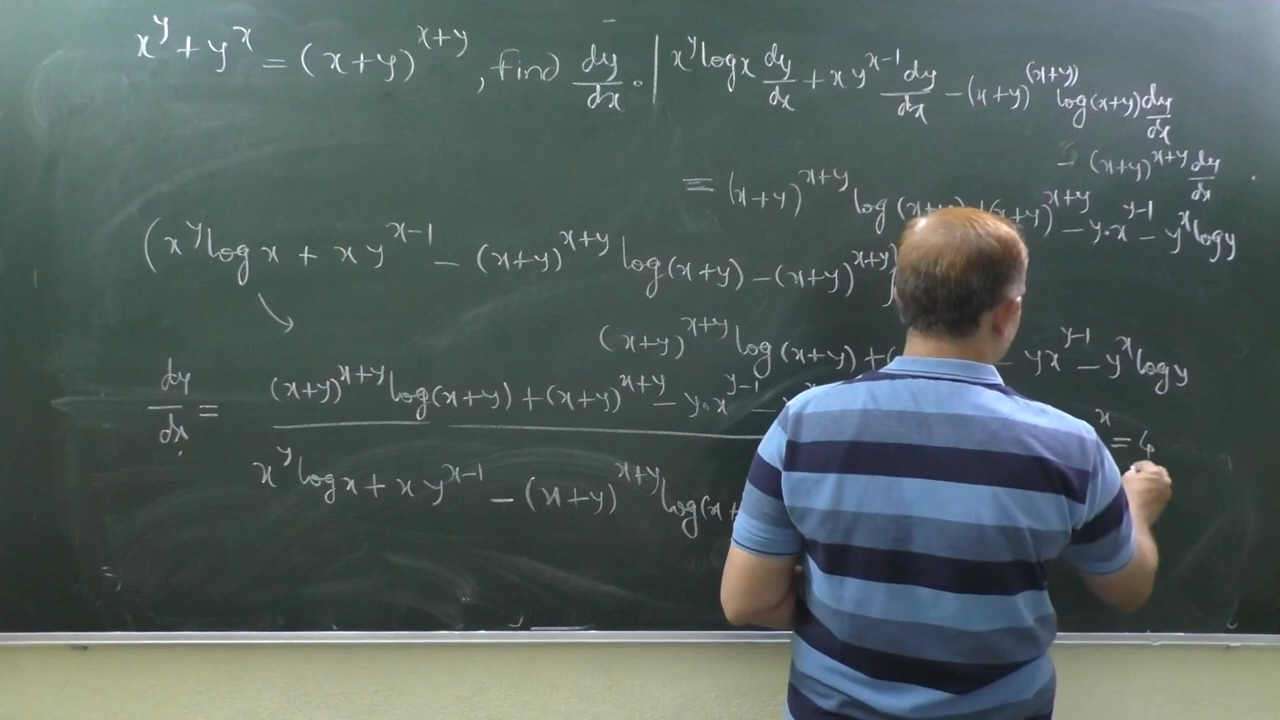 x^y + y^x = (x+y)^{x+y}, find dy/dx.
x^y log x dy/dx + x y^{x-1} dy/dx - (x+y)^{(x+y)} log(x+y) dy/dx
- (x+y)^{x+y} dy/dx
= (x+y)^{x+y} log (x+y) + (x+y)^{x+y} - y·x^{y-1} - y^x log y
(x^y log x + x y^{x-1} - (x+y)^{x+y} log(x+y) - (x+y)^{x+y}
(x+y)^{x+y} log(x+y) + - yx^{y-1} - y^x log y
dy/dx = (x+y)^{x+y} log(x+y) + (x+y)^{x+y} - y·x^{y-1} -
x^y log x + x y^{x-1} - (x+y)^{x+y} log(x+
x =